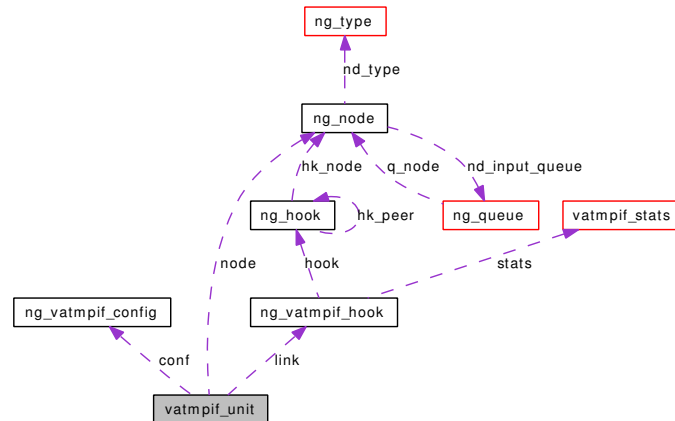 ng_type
nd_type
ng_node
hk_node
q_node
nd_input_queue
ng_hook
hk_peer
ng_queue
vatmpif_stats
node
hook
stats
ng_vatmpif_config
ng_vatmpif_hook
conf
link
vatmpif_unit